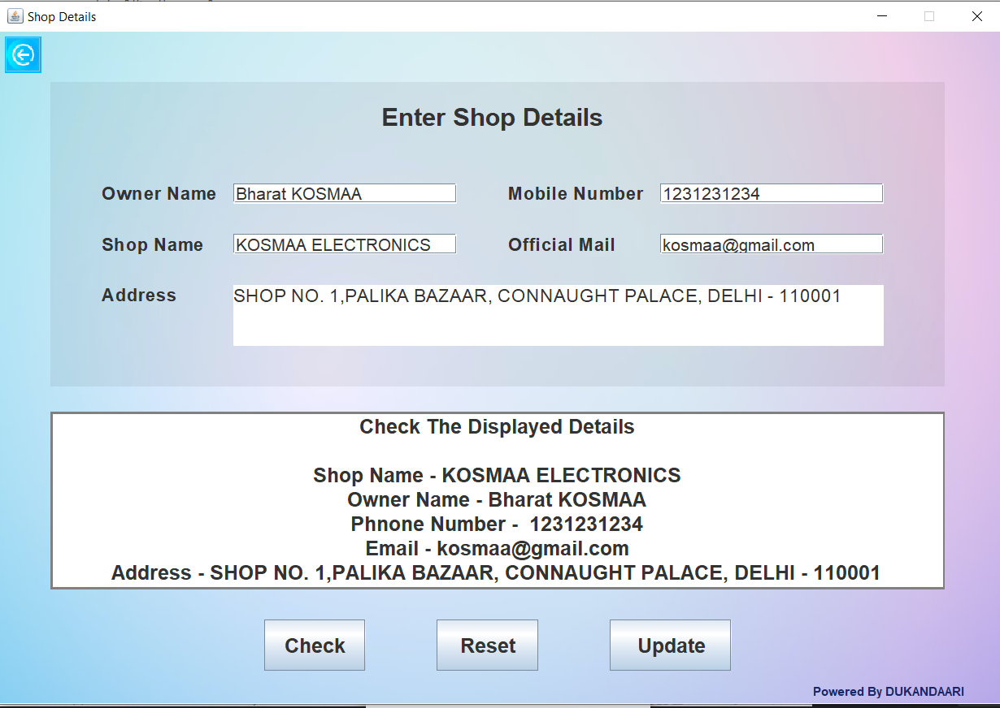 Shop Details
Enter Shop Details
Owner Name Bharat KOSMAA Mobile Number 1231231234
Shop Name KOSMAA ELECTRONICS Official Mail kosmaa@gmail.com
Address SHOP NO. 1,PALIKA BAZAAR, CONNAUGHT PALACE, DELHI - 110001
Check The Displayed Details
Shop Name - KOSMAA ELECTRONICS
Owner Name - Bharat KOSMAA
Phnone Number - 1231231234
Email - kosmaa@gmail.com
Address - SHOP NO. 1,PALIKA BAZAAR, CONNAUGHT PALACE, DELHI - 110001
Check Reset Update
Powered By DUKANDAARI